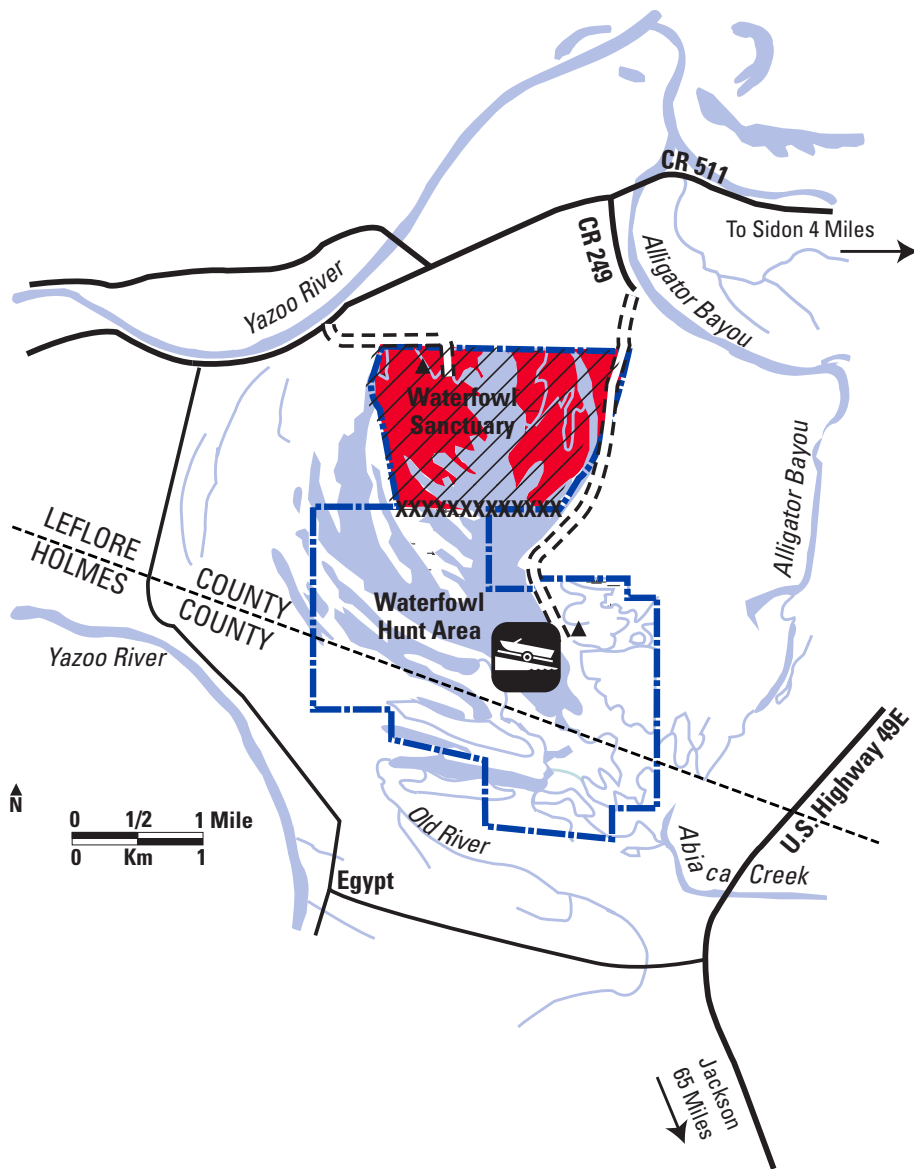 CR 511
To Sidon 4 Miles
CR 249
Alligator Bayou
Yazoo River
Waterfowl
Sanctuary
Alligator Bayou
XXXXXXXXXXXXX
LEFLORE
HOLMES
COUNTY
COUNTY
Waterfowl
Hunt Area
Yazoo River
U.S. Highway 49E
N
0 1/2 1 Mile
0 Km 1
Old River
Abiaca Creek
Egypt
Jackson
65 Miles